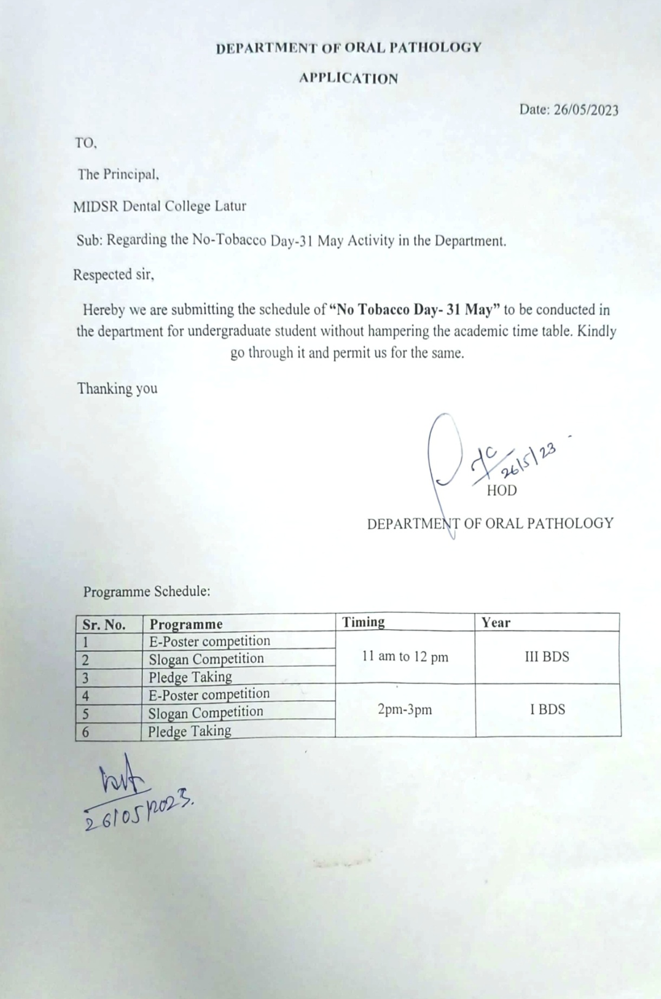 DEPARTMENT OF ORAL PATHOLOGY
APPLICATION
Date: 26/05/2023
TO,
The Principal,
MIDSR Dental College Latur
Sub: Regarding the No-Tobacco Day-31 May Activity in the Department.
Respected sir,
Hereby we are submitting the schedule of “No Tobacco Day- 31 May” to be conducted in
the department for undergraduate student without hampering the academic time table. Kindly
go through it and permit us for the same.
Thanking you
26/5/23
HOD
DEPARTMENT OF ORAL PATHOLOGY
Programme Schedule:
Sr. No. Programme Timing Year
1 E-Poster competition
2 Slogan Competition 11 am to 12 pm III BDS
3 Pledge Taking
4 E-Poster competition
5 Slogan Competition 2pm-3pm I BDS
6 Pledge Taking
26/05/2023.